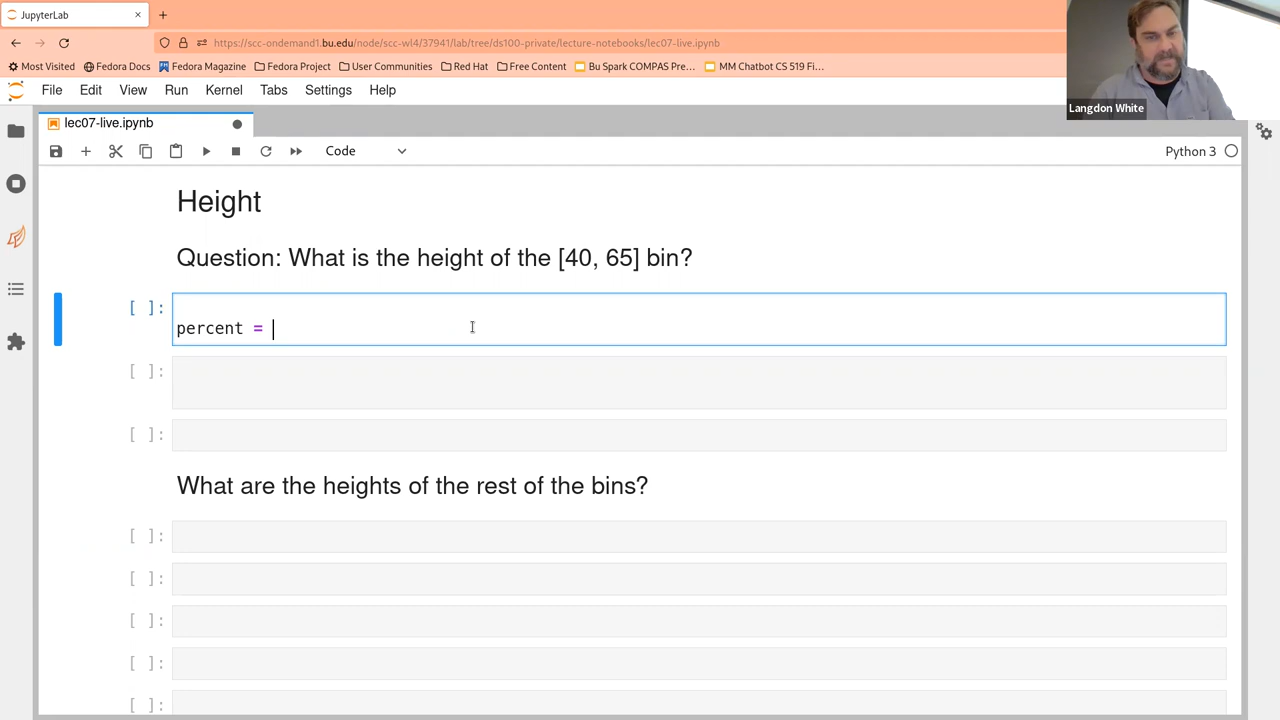 JupyterLab
https://scc-ondemand1.bu.edu/node/scc-wl4/37941/lab/tree/ds100-private/lecture-notebooks/lec07-live.ipynb
Most Visited Fedora Docs Fedora Magazine Fedora Project User Communities Red Hat Free Content Bu Spark COMPAS Pre... MM Chatbot CS 519 Fi...
Langdon White
File Edit View Run Kernel Tabs Settings Help
lec07-live.ipynb
Code Python 3
Height
Question: What is the height of the [40, 65] bin?
[ ]:
percent =
[ ]:
[ ]:
What are the heights of the rest of the bins?
[ ]:
[ ]:
[ ]:
[ ]:
[ ]: